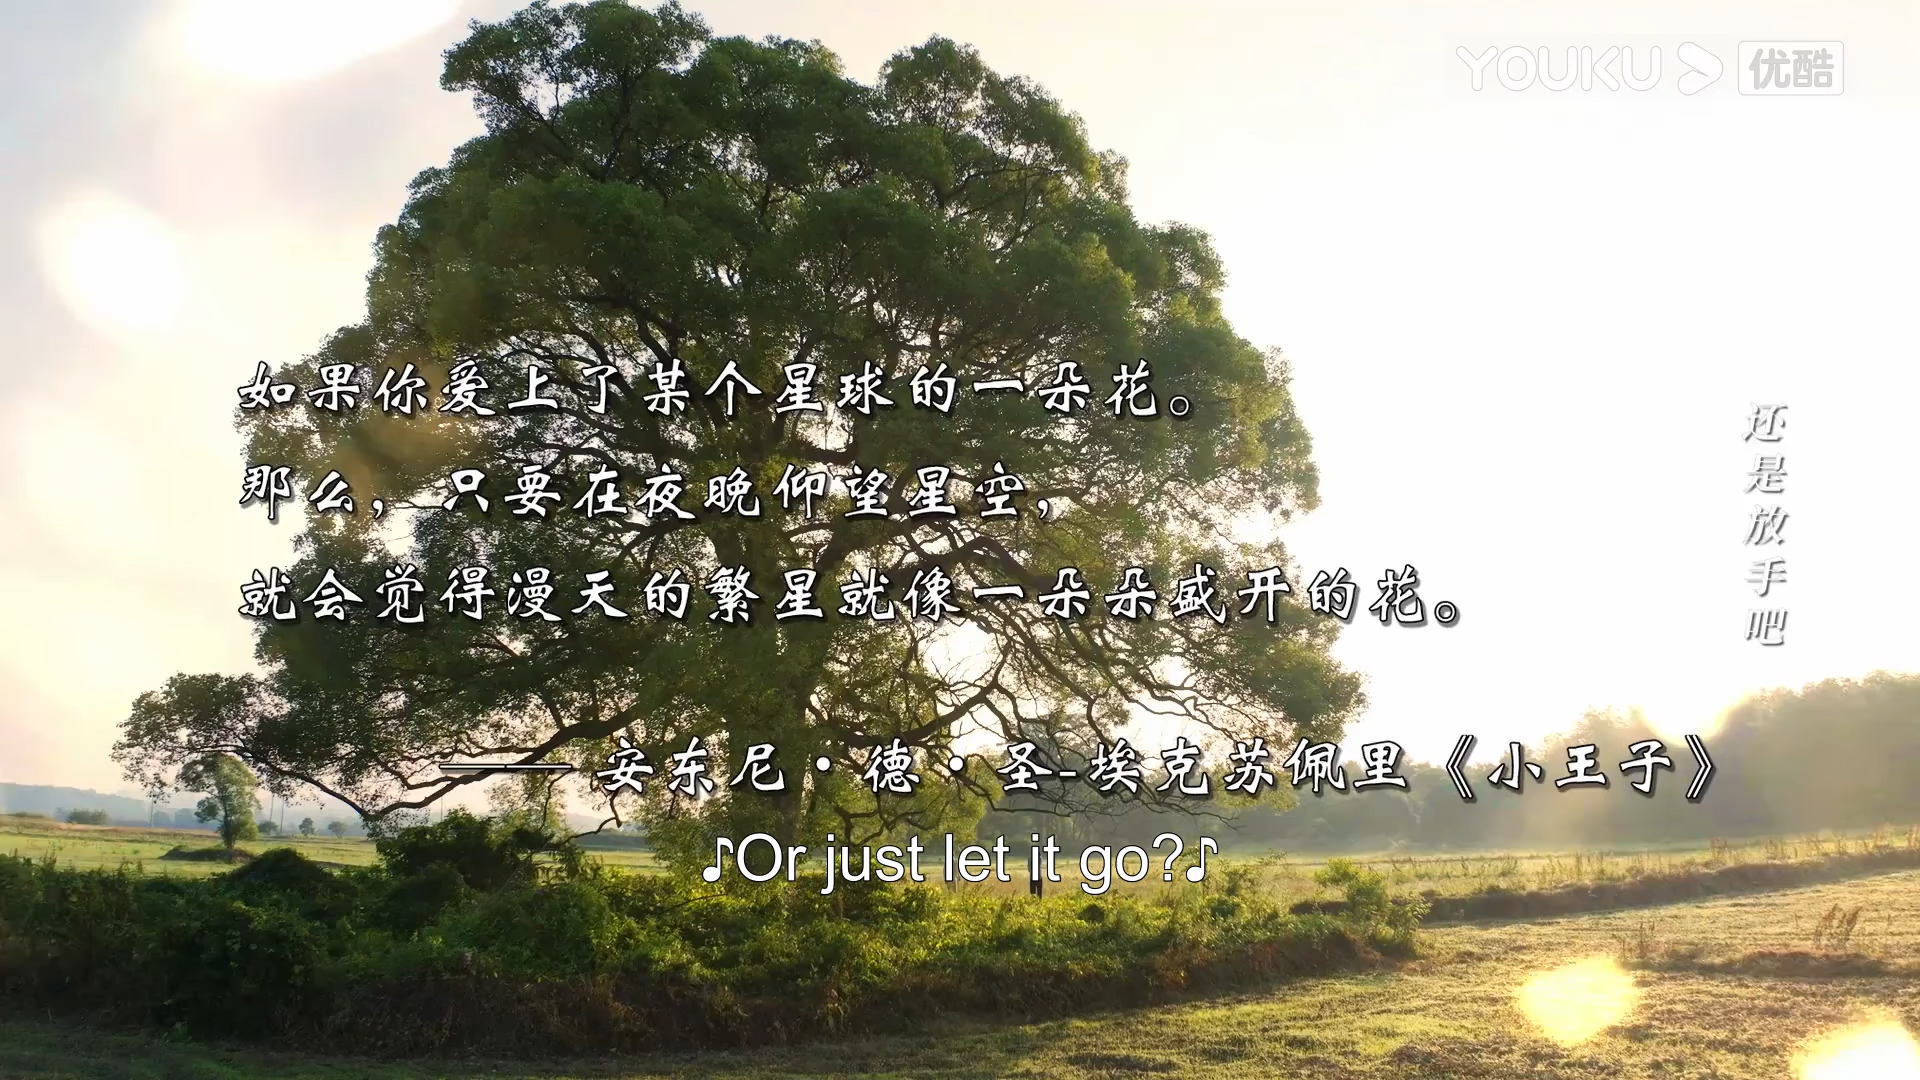 YOUKU 优酷
如果你爱上了某个星球的一朵花。
那么，只要在夜晚仰望星空，
就会觉得漫天的繁星就像一朵朵盛开的花。
——安东尼·德·圣-埃克苏佩里《小王子》
还是放手吧
♪Or just let it go?♪